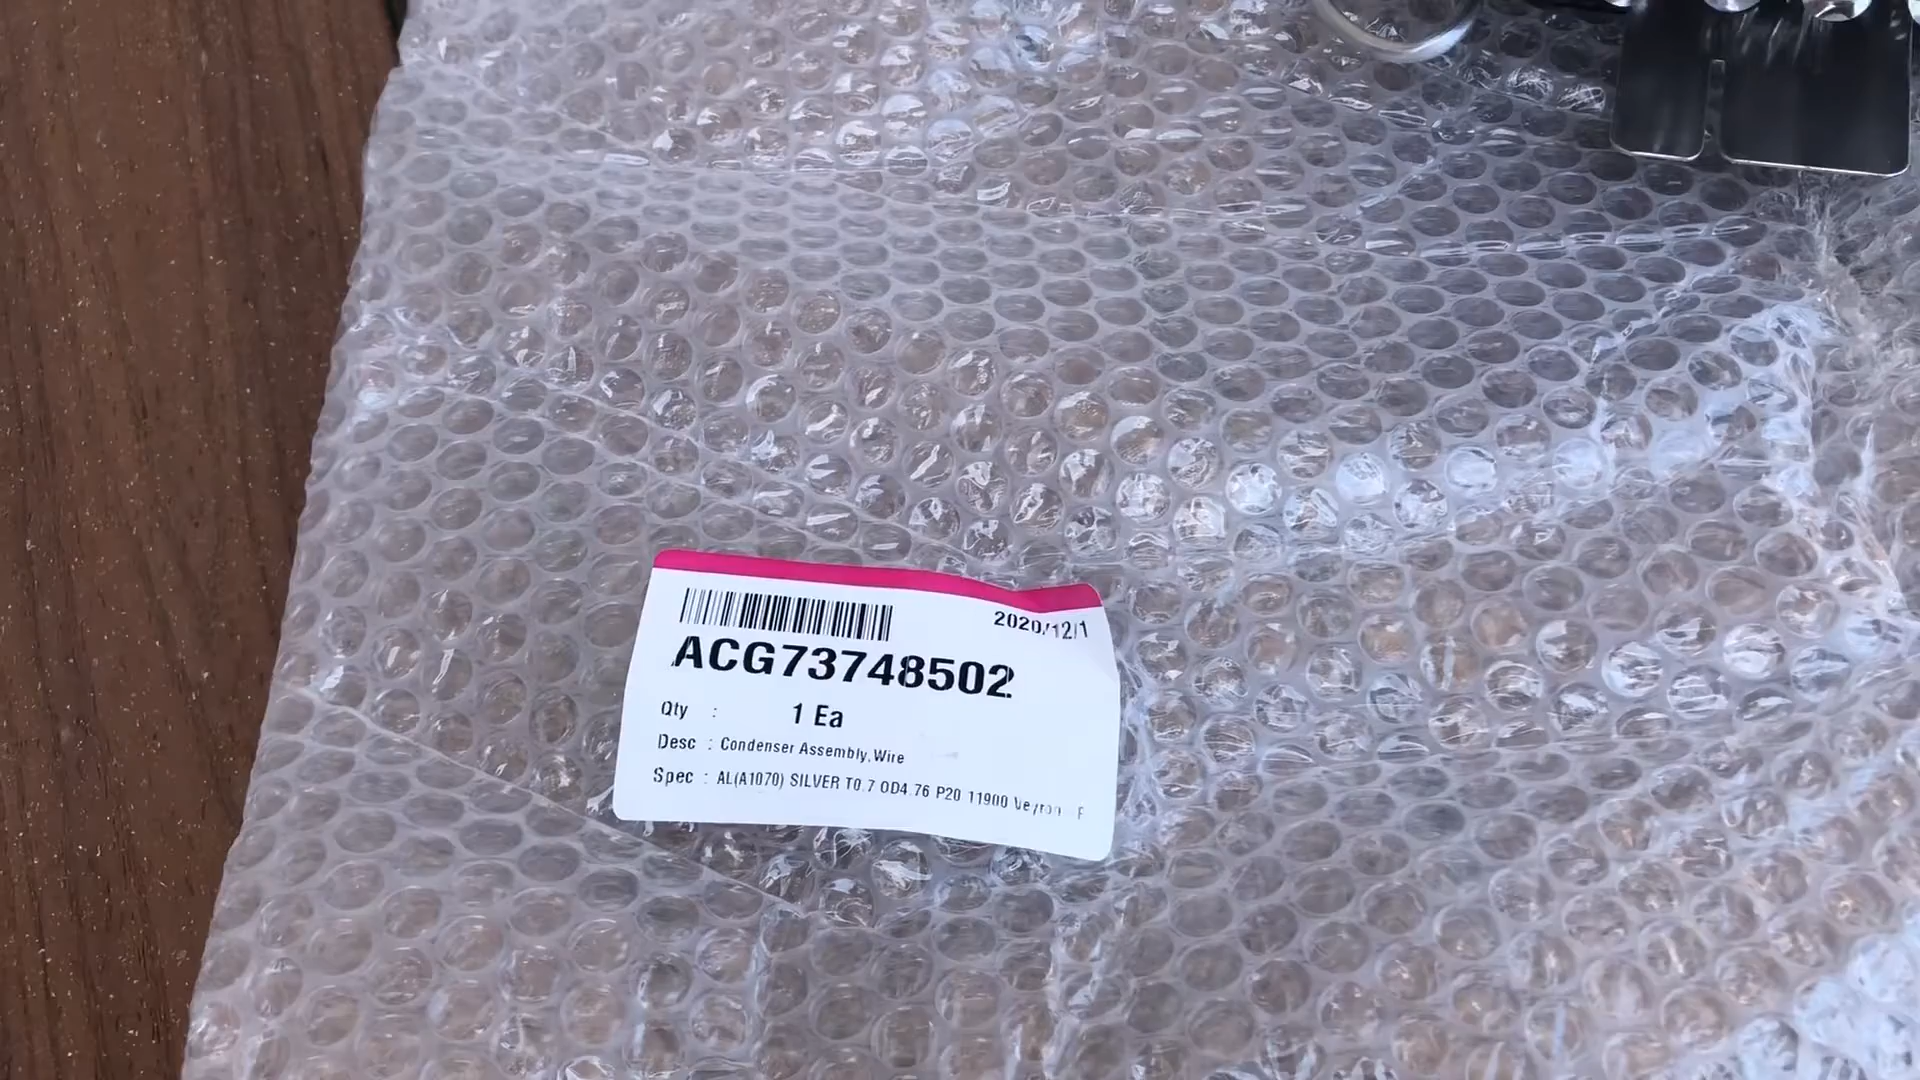 2020/12/1
ACG73748502
Qty : 1 Ea
Desc : Condenser Assembly,Wire
Spec : AL(A1070) SILVER T0.7 OD4.76 P20 11900 Veyron F